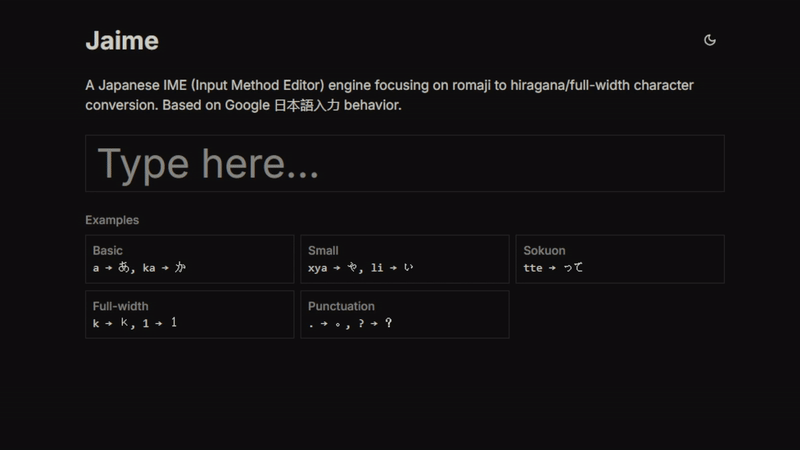 Jaime
A Japanese IME (Input Method Editor) engine focusing on romaji to hiragana/full-width character
conversion. Based on Google 日本語入力 behavior.
Type here...
Examples
Basic
a → あ, ka → か
Small
xya → ゃ, li → ぃ
Sokuon
tte → って
Full-width
k → ｋ, 1 → １
Punctuation
. → 。, ? → ？